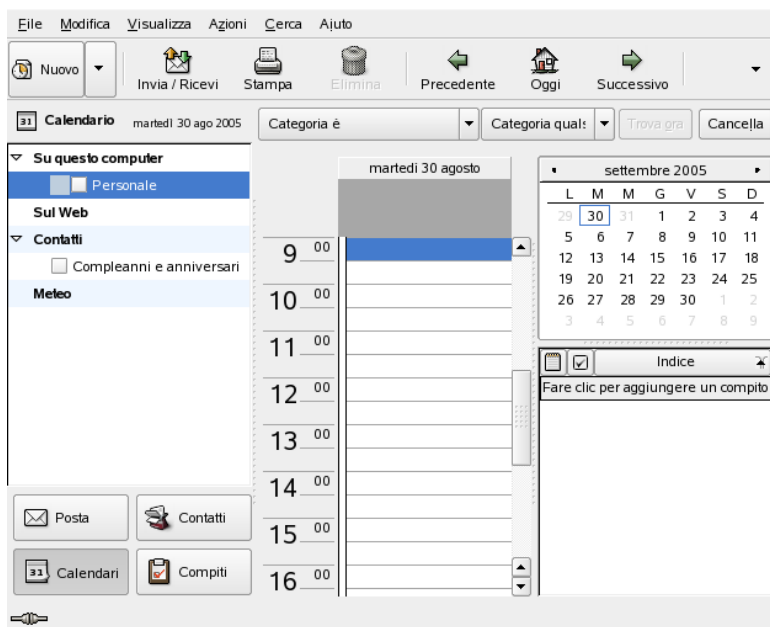 File Modifica Visualizza Azioni Cerca Aiuto
Nuovo Invia / Ricevi Stampa Elimina Precedente Oggi Successivo
31 Calendario martedì 30 ago 2005 Categoria è Categoria qual: Trova ora Cancella
Su questo computer
Personale
Sul Web
Contatti
Compleanni e anniversari
Meteo
Posta Contatti
31 Calendari Compiti
martedì 30 agosto
9 00
10 00
11 00
12 00
13 00
14 00
15 00
16 00
settembre 2005
L M M G V S D
29 30 31 1 2 3 4
5 6 7 8 9 10 11
12 13 14 15 16 17 18
19 20 21 22 23 24 25
26 27 28 29 30 1 2
3 4 5 6 7 8 9
Indice
Fare clic per aggiungere un compito